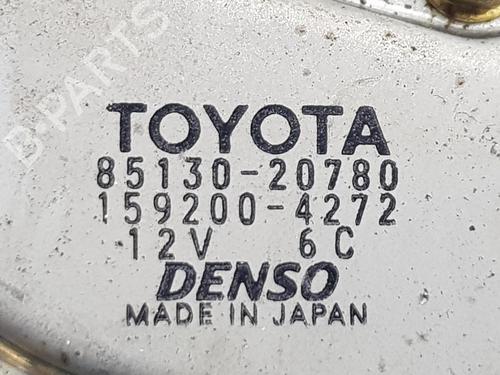 B-PARTS
TOYOTA
85130-20780
159200-4272
12V 6C
DENSO
MADE IN JAPAN